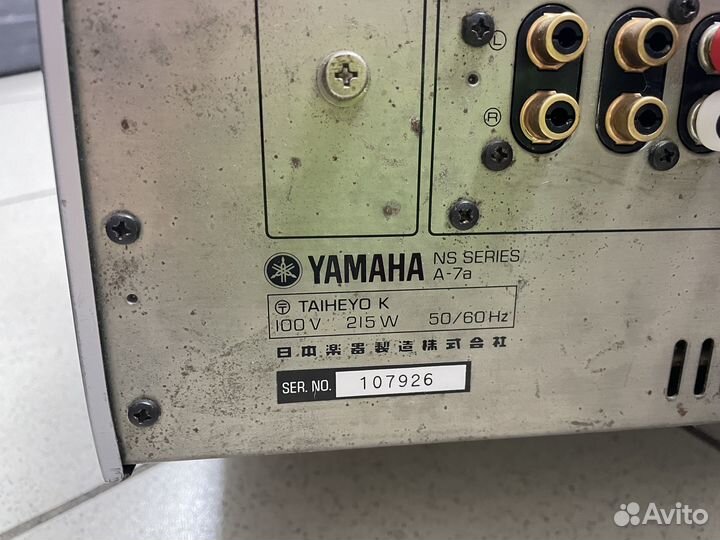 L
R
YAMAHA NS SERIES
A-7a
〒 TAIHEYO K
100V 215W 50/60Hz
日本楽器製造株式会社
SER. NO. 107926
Avito